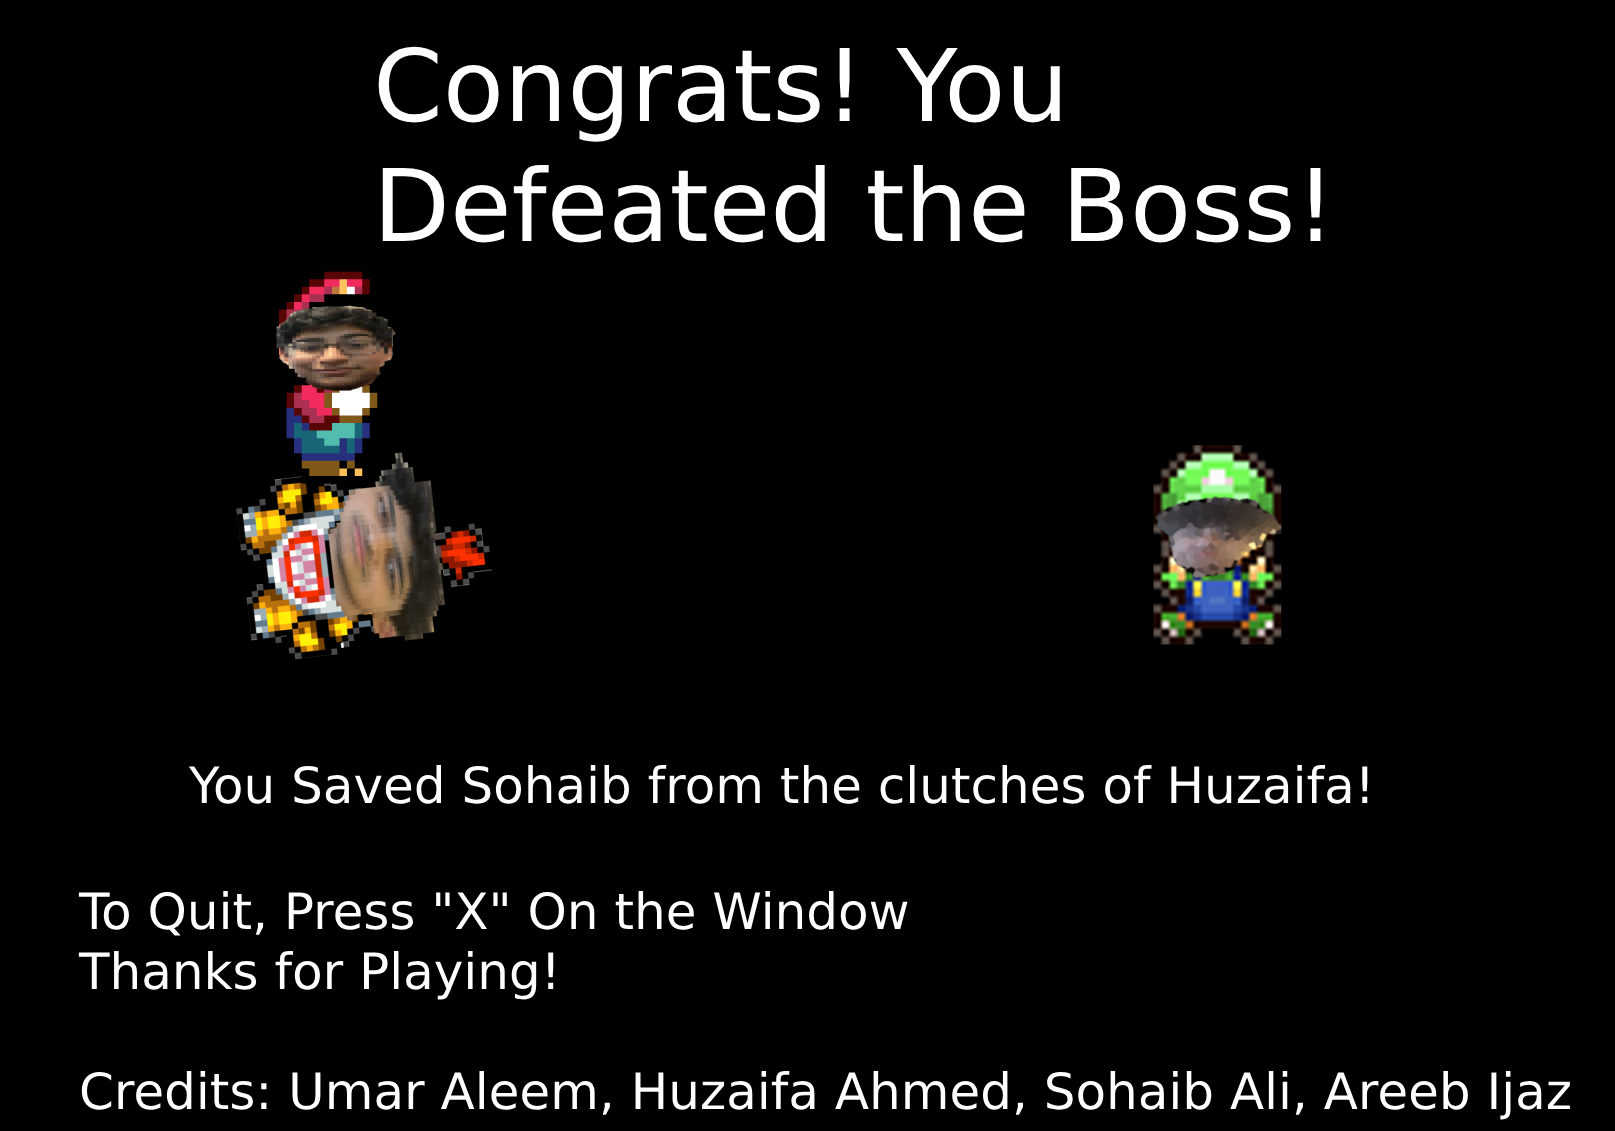 Congrats! You
Defeated the Boss!
You Saved Sohaib from the clutches of Huzaifa!
To Quit, Press "X" On the Window
Thanks for Playing!
Credits: Umar Aleem, Huzaifa Ahmed, Sohaib Ali, Areeb Ijaz